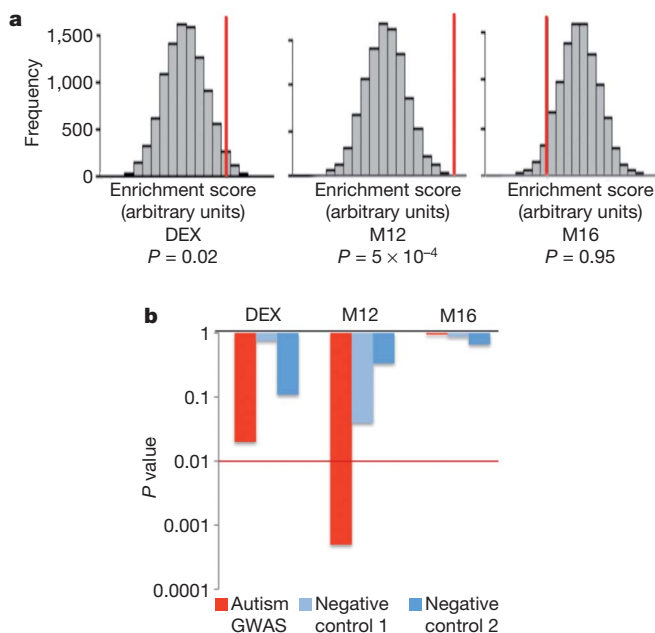 a
Frequency
1,500
1,000
500
0
Enrichment score
(arbitrary units)
DEX
P = 0.02
Enrichment score
(arbitrary units)
M12
P = 5 × 10⁻⁴
Enrichment score
(arbitrary units)
M16
P = 0.95
b
DEX M12 M16
P value
1
0.1
0.01
0.001
0.0001
Autism
GWAS
Negative
control 1
Negative
control 2